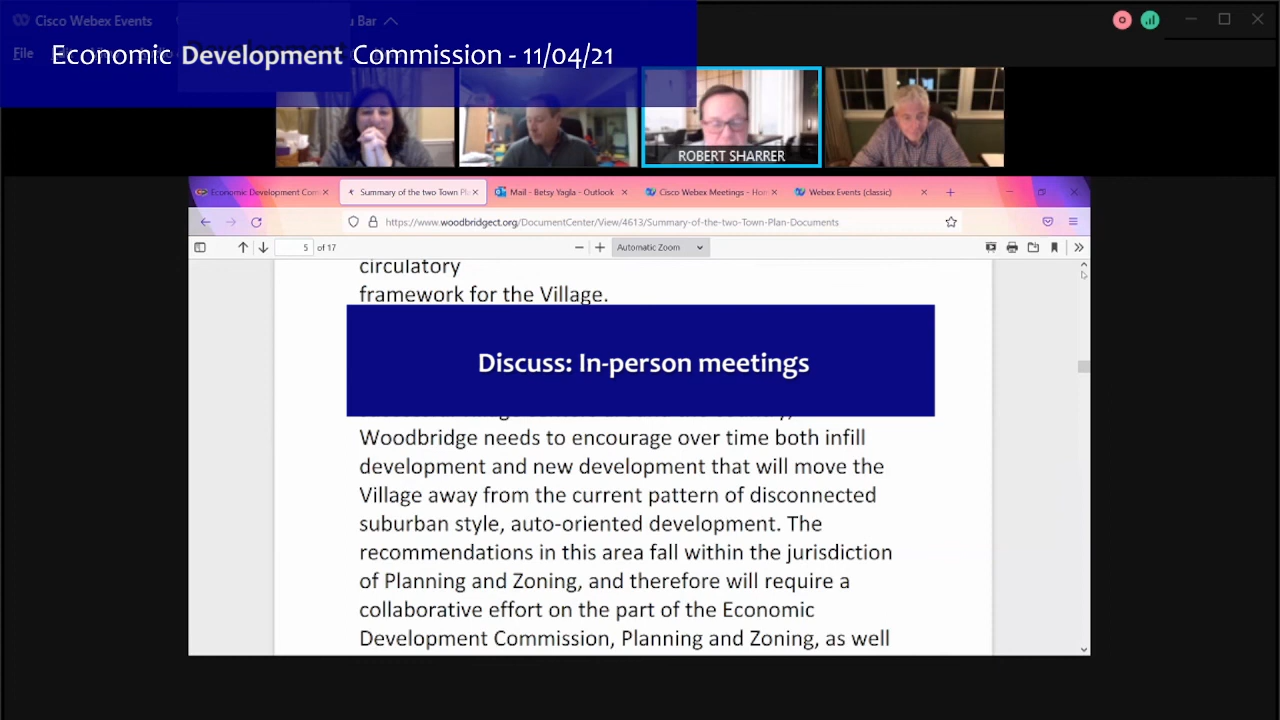 Cisco Webex Events
u Bar
File
Economic Development Commission - 11/04/21
ROBERT SHARRER
Economic Development Com
Summary of the two Town Pl
Mail - Betsy Yagla - Outlook
Cisco Webex Meetings - Hom
Webex Events (classic)
https://www.woodbridgect.org/DocumentCenter/View/4613/Summary-of-the-two-Town-Plan-Documents
5 of 17
Automatic Zoom
circulatory
framework for the Village.
Discuss: In-person meetings
Woodbridge needs to encourage over time both infill
development and new development that will move the
Village away from the current pattern of disconnected
suburban style, auto-oriented development. The
recommendations in this area fall within the jurisdiction
of Planning and Zoning, and therefore will require a
collaborative effort on the part of the Economic
Development Commission, Planning and Zoning, as well